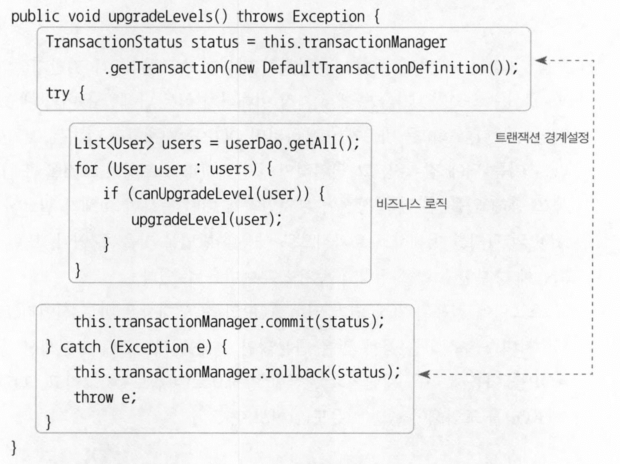 public void upgradeLevels() throws Exception {
TransactionStatus status = this.transactionManager
.getTransaction(new DefaultTransactionDefinition());
try {
트랜잭션 경계설정
List<User> users = userDao.getAll();
for (User user : users) {
if (canUpgradeLevel(user)) {
upgradeLevel(user);
}
}
비즈니스 로직
this.transactionManager.commit(status);
} catch (Exception e) {
this.transactionManager.rollback(status);
throw e;
}
}